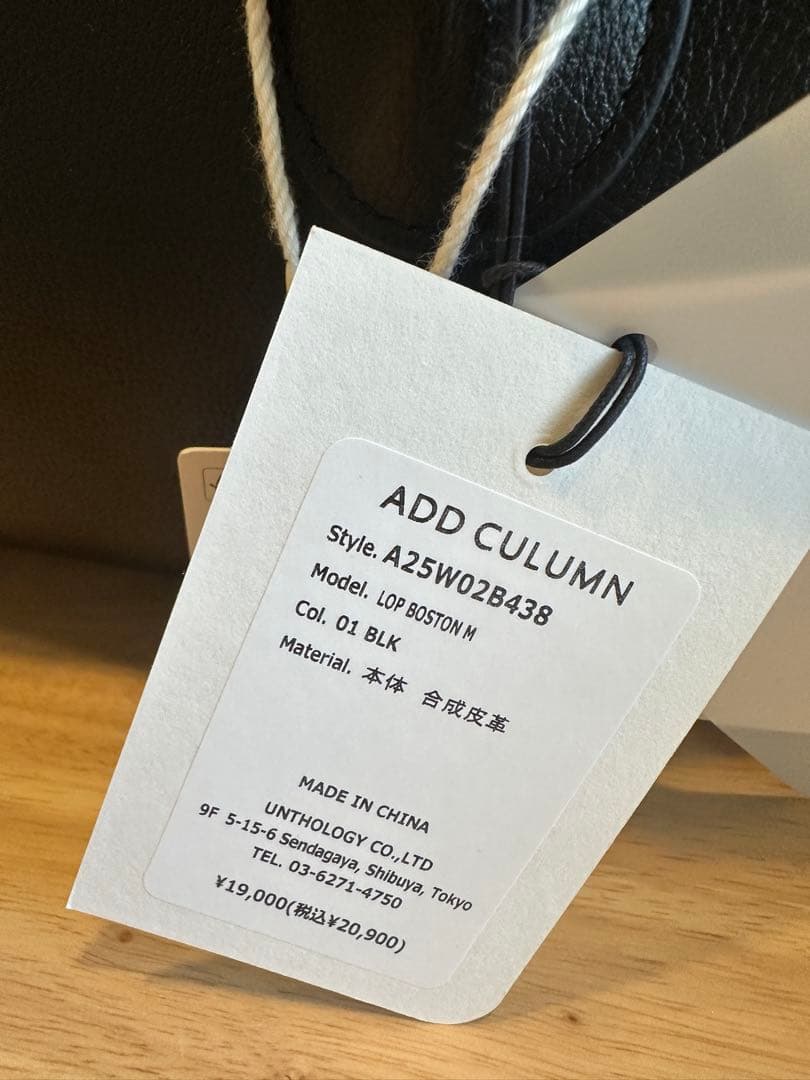 ADD CULUMN
Style. A25W02B438
Model. LOP BOSTON M
Col. 01 BLK
Material. 本体 合成皮革
MADE IN CHINA
UNTHOLOGY CO.,LTD
9F 5-15-6 Sendagaya, Shibuya, Tokyo
TEL. 03-6271-4750
¥19,000(税込¥20,900)